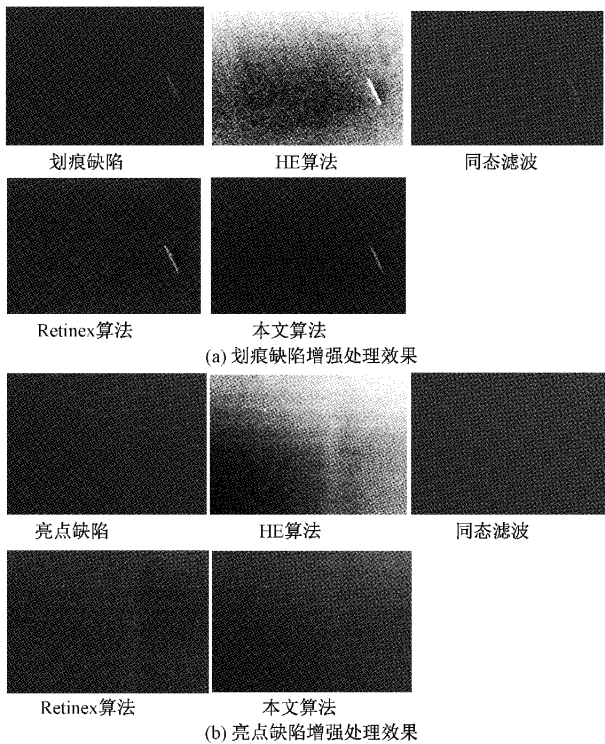 划痕缺陷
HE算法
同态滤波
Retinex算法
本文算法
(a) 划痕缺陷增强处理效果
亮点缺陷
HE算法
同态滤波
Retinex算法
本文算法
(b) 亮点缺陷增强处理效果